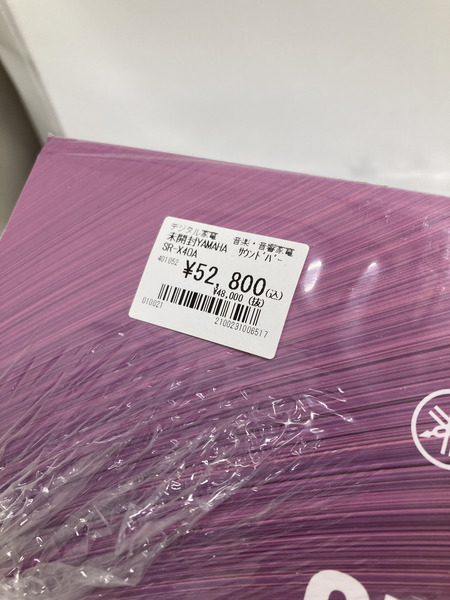 デジタル家電 音楽・音響家電
未開封YAMAHA サウンドバー
SR-X40A
401052
¥52,800(込)
¥48,000 (抜)
010021
2100231006517